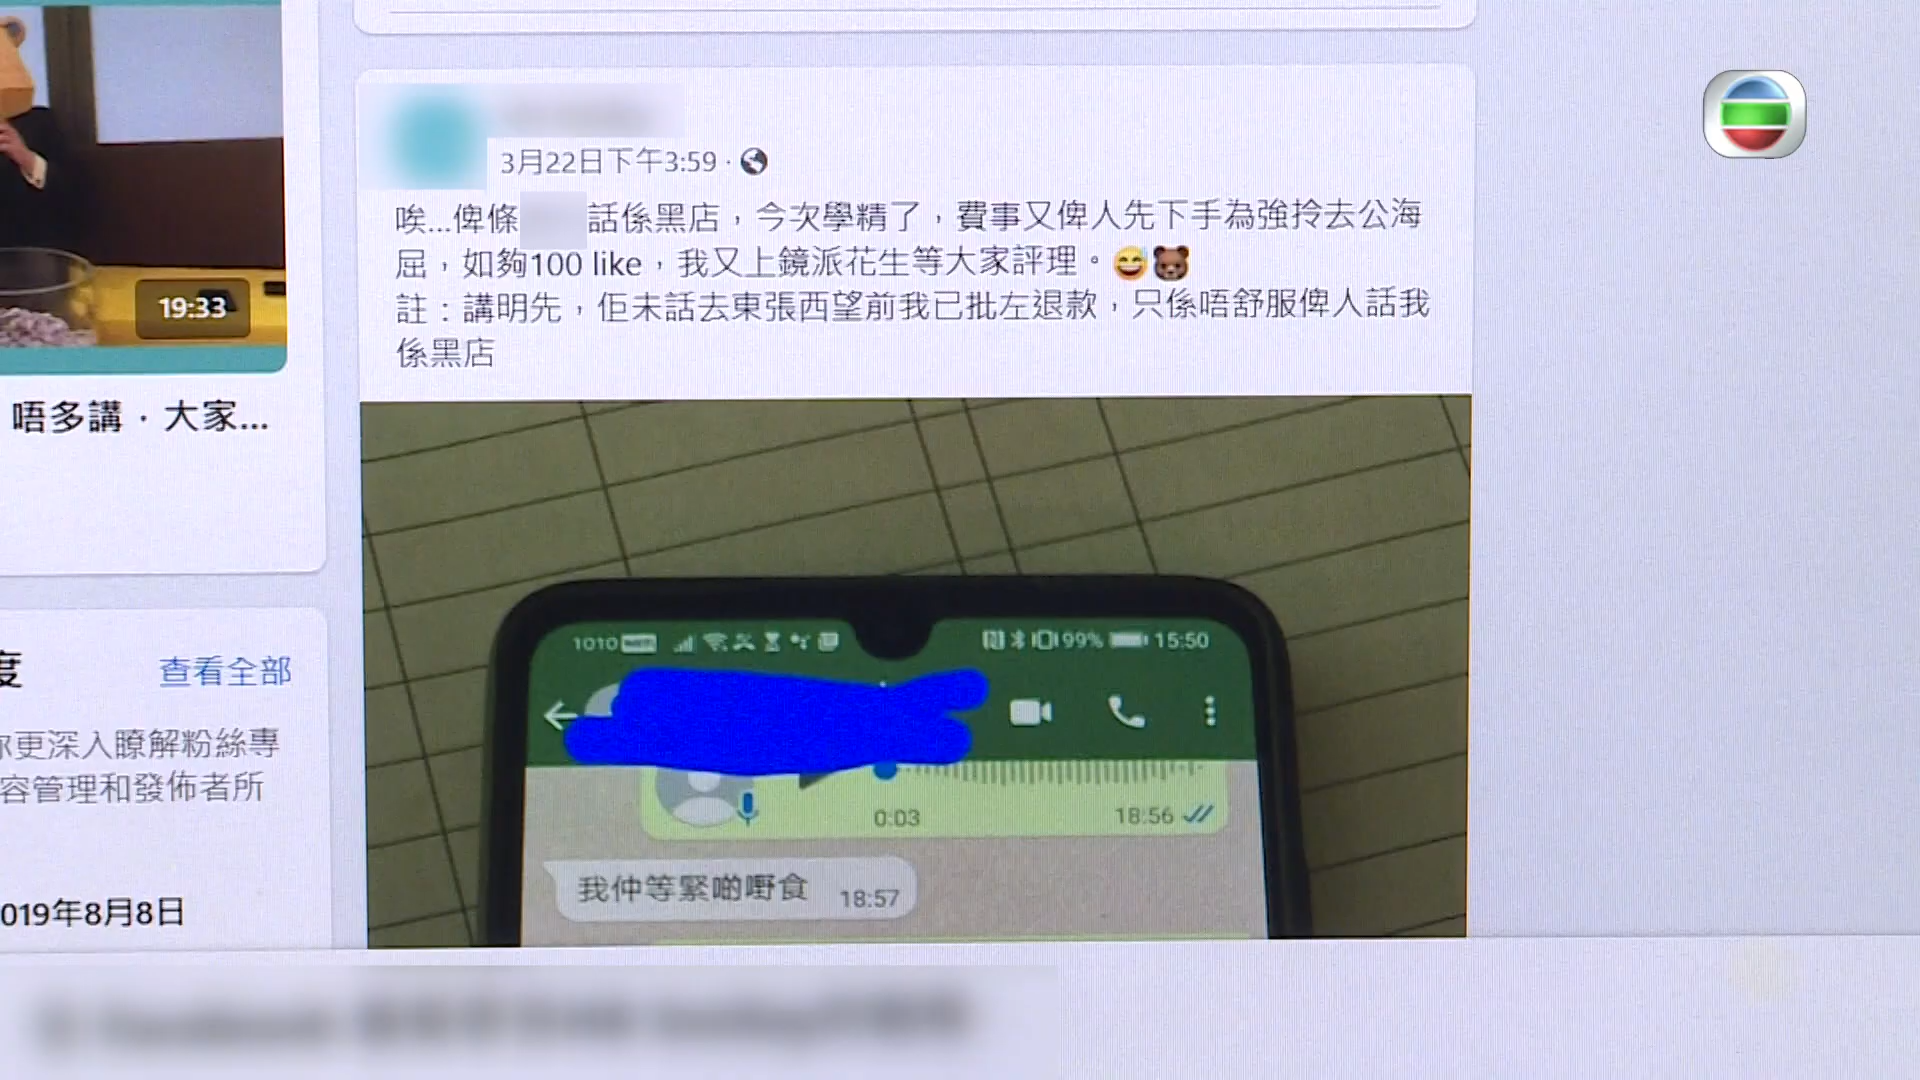 3月22日下午3:59 ·
唉...俾條
話係黑店，今次學精了，費事又俾人先下手為強拎去公海
屈，如夠100 like，我又上鏡派花生等大家評理。😅🐻
註：講明先，佢未話去東張西望前我已批左退款，只係唔舒服俾人話我
係黑店
19:33
唔多講·大家...
查看全部
更深入瞭解粉絲專
容管理和發佈者所
019年8月8日
1010
99%
15:50
0:03
18:56
我仲等緊啲嘢食
18:57